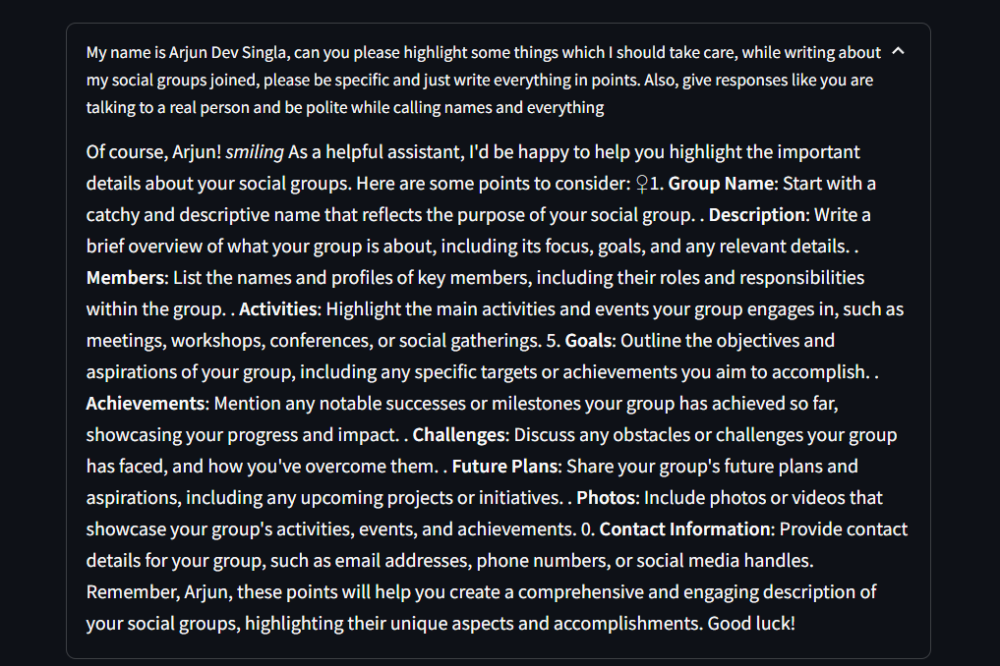 My name is Arjun Dev Singla, can you please highlight some things which I should take care, while writing about
my social groups joined, please be specific and just write everything in points. Also, give responses like you are
talking to a real person and be polite while calling names and everything
Of course, Arjun! smiling As a helpful assistant, I'd be happy to help you highlight the important
details about your social groups. Here are some points to consider: ♀1. Group Name: Start with a
catchy and descriptive name that reflects the purpose of your social group. . Description: Write a
brief overview of what your group is about, including its focus, goals, and any relevant details. .
Members: List the names and profiles of key members, including their roles and responsibilities
within the group. . Activities: Highlight the main activities and events your group engages in, such as
meetings, workshops, conferences, or social gatherings. 5. Goals: Outline the objectives and
aspirations of your group, including any specific targets or achievements you aim to accomplish. .
Achievements: Mention any notable successes or milestones your group has achieved so far,
showcasing your progress and impact. . Challenges: Discuss any obstacles or challenges your group
has faced, and how you've overcome them. . Future Plans: Share your group's future plans and
aspirations, including any upcoming projects or initiatives. . Photos: Include photos or videos that
showcase your group's activities, events, and achievements. 0. Contact Information: Provide contact
details for your group, such as email addresses, phone numbers, or social media handles.
Remember, Arjun, these points will help you create a comprehensive and engaging description of
your social groups, highlighting their unique aspects and accomplishments. Good luck!